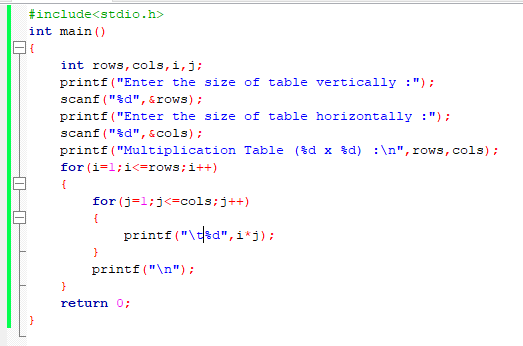 #include<stdio.h>
int main()
{
    int rows,cols,i,j;
    printf("Enter the size of table vertically :");
    scanf("%d",&rows);
    printf("Enter the size of table horizontally :");
    scanf("%d",&cols);
    printf("Multiplication Table (%d x %d) :\n",rows,cols);
    for(i=1;i<=rows;i++)
    {
        for(j=1;j<=cols;j++)
        {
            printf("\t%d",i*j);
        }
        printf("\n");
    }
    return 0;
}